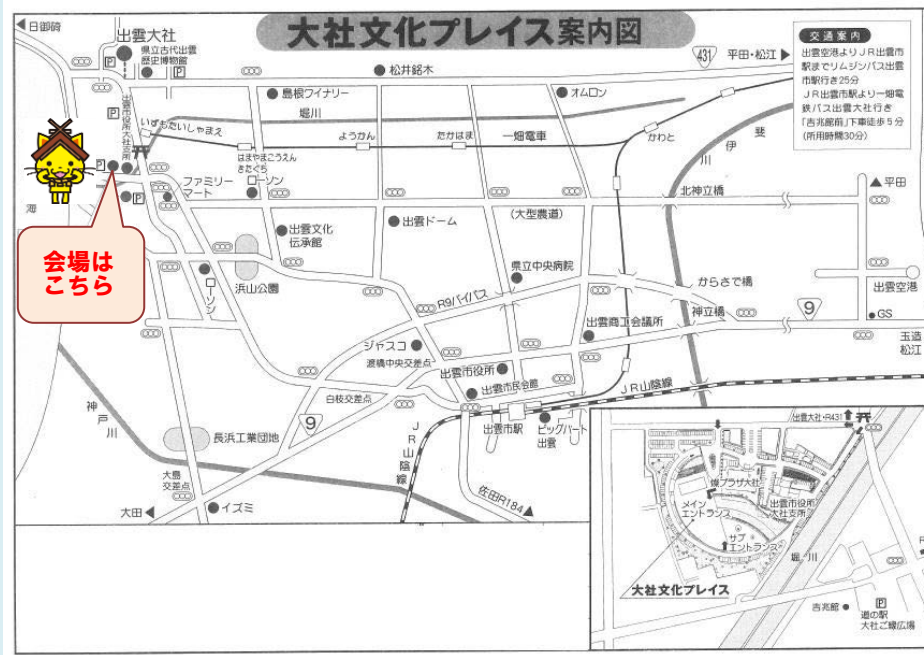 大社文化プレイス案内図
日御碕
出雲大社
県立古代出雲
歴史博物館
松井銘木
431
平田・松江
交通案内
出雲空港よりJR出雲市
駅までリムジンバス出雲
市駅行き25分
JR出雲市駅より一畑電
鉄バス出雲大社行き
「吉兆館前」下車徒歩5分
(所用時間30分)
島根ワイナリー
オムロン
堀川
出雲市役所大社支所
いずもたいしゃまえ
ようかん
たかはま
一畑電車
かわと
斐伊川
はまやまこうえん
きたぐち
ファミリー
マート
ローソン
北神立橋
平田
海
会場は
こちら
出雲文化
伝承館
出雲ドーム
(大型農道)
県立中央病院
からさで橋
出雲空港
浜山公園
ローソン
R9バイパス
神立橋
9
GS
玉造
松江
出雲商工会議所
ジャスコ
渡橋中央交差点
出雲市役所
出雲市民会館
JR山陰線
白枝交差点
9
神戸川
長浜工業団地
JR山陰線
出雲市駅
ビッグハート
出雲
大島
交差点
大田
イズミ
佐田R184
出雲大社・R431
メイン
エントランス
出雲市役所
大社支所
サブ
エントランス
堀川
大社文化プレイス
吉兆館
P
道の駅
大社ご縁広場